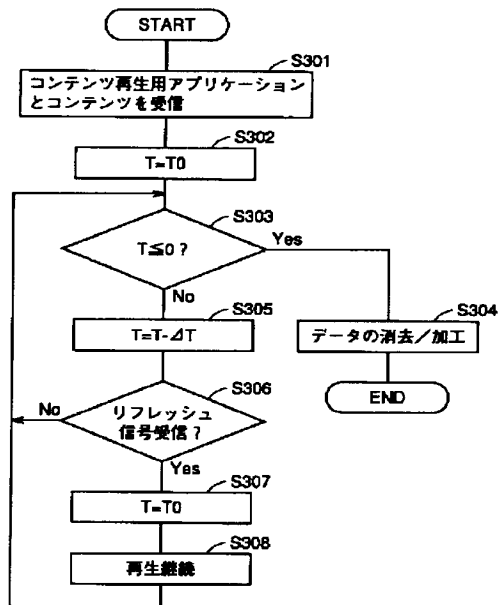 START
S301
コンテンツ再生用アプリケーション
とコンテンツを受信
S302
T=T0
S303
T≦0？
Yes
No
S304
データの消去／加工
END
S305
T=T-⊿T
S306
リフレッシュ
信号受信？
No
Yes
S307
T=T0
S308
再生継続